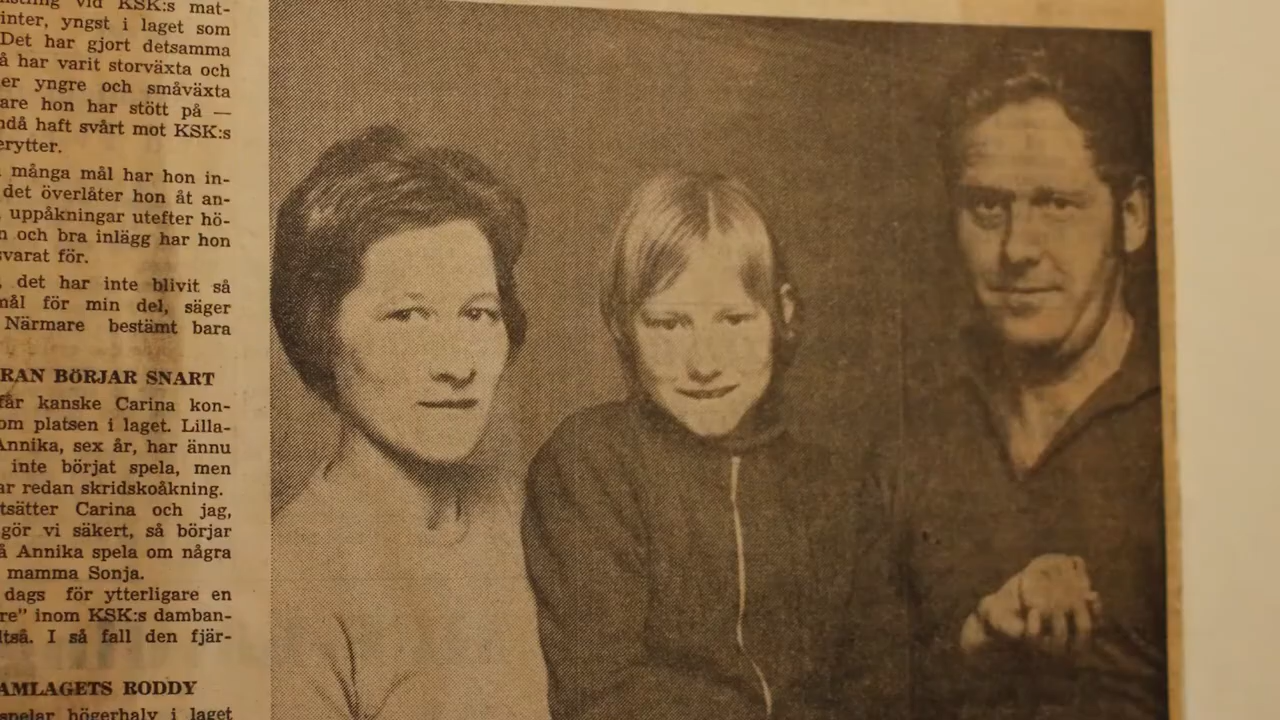 vid KSK:s mat-
inter, yngst i laget som
Det har gjort detsamma
å har varit storväxta och
er yngre och småväxta
are hon har stött på —
ndå haft svårt mot KSK:s
erytter.
många mål har hon in-
det överlåter hon åt an-
uppåkningar utefter hö-
n och bra inlägg har hon
svarat för.
det har inte blivit så
mål för min del, säger
Närmare bestämt bara
RAN BÖRJAR SNART
får kanske Carina kon-
om platsen i laget. Lilla-
Annika, sex år, har ännu
inte börjat spela, men
ar redan skridskoåkning.
tsätter Carina och jag,
gör vi säkert, så börjar
å Annika spela om några
mamma Sonja.
dags för ytterligare en
re" inom KSK:s damban-
ltså. I så fall den fjär-
AMLAGETS RODDY
spelar högerhalv i laget